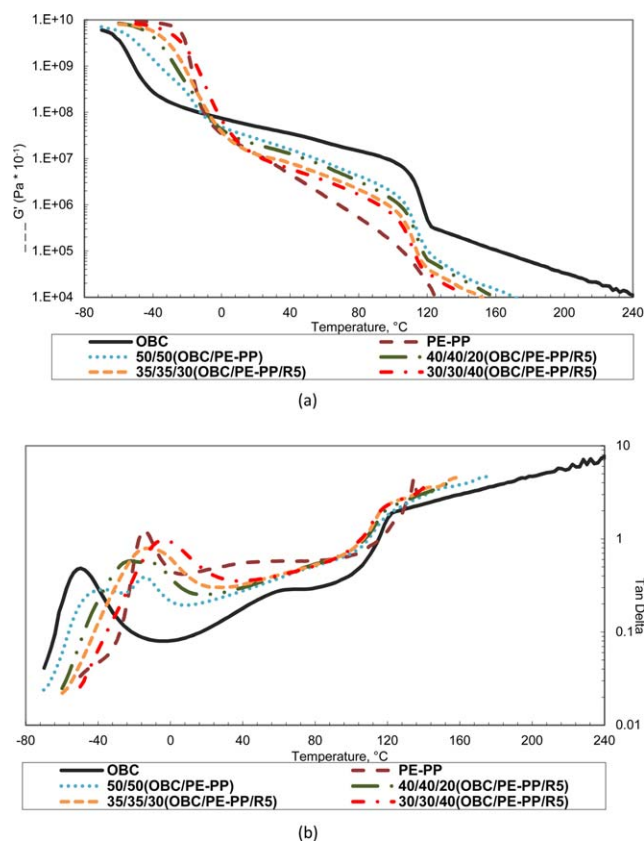 1.E+10
1.E+09
1.E+08
1.E+07
1.E+06
1.E+05
1.E+04
G' (Pa * 10⁻¹)
-80 -40 0 40 80 120 160 200 240
Temperature, °C
OBC PE-PP
50/50(OBC/PE-PP) 40/40/20(OBC/PE-PP/R5)
35/35/30(OBC/PE-PP/R5) 30/30/40(OBC/PE-PP/R5)
(a)
10
1
0.1
0.01
Tan Delta
-80 -40 0 40 80 120 160 200 240
Temperature, °C
OBC PE-PP
50/50(OBC/PE-PP) 40/40/20(OBC/PE-PP/R5)
35/35/30(OBC/PE-PP/R5) 30/30/40(OBC/PE-PP/R5)
(b)